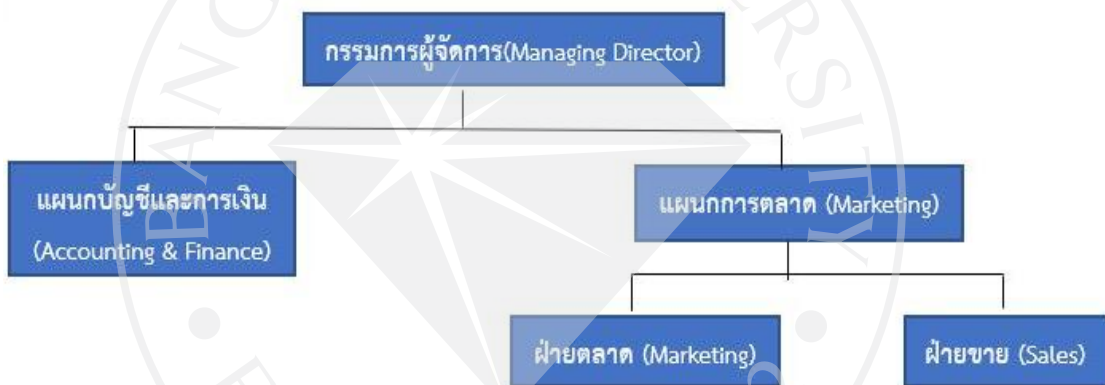 กรรมการผู้จัดการ(Managing Director)
แผนกบัญชีและการเงิน
(Accounting & Finance)
แผนกการตลาด (Marketing)
ฝ่ายตลาด (Marketing)
ฝ่ายขาย (Sales)